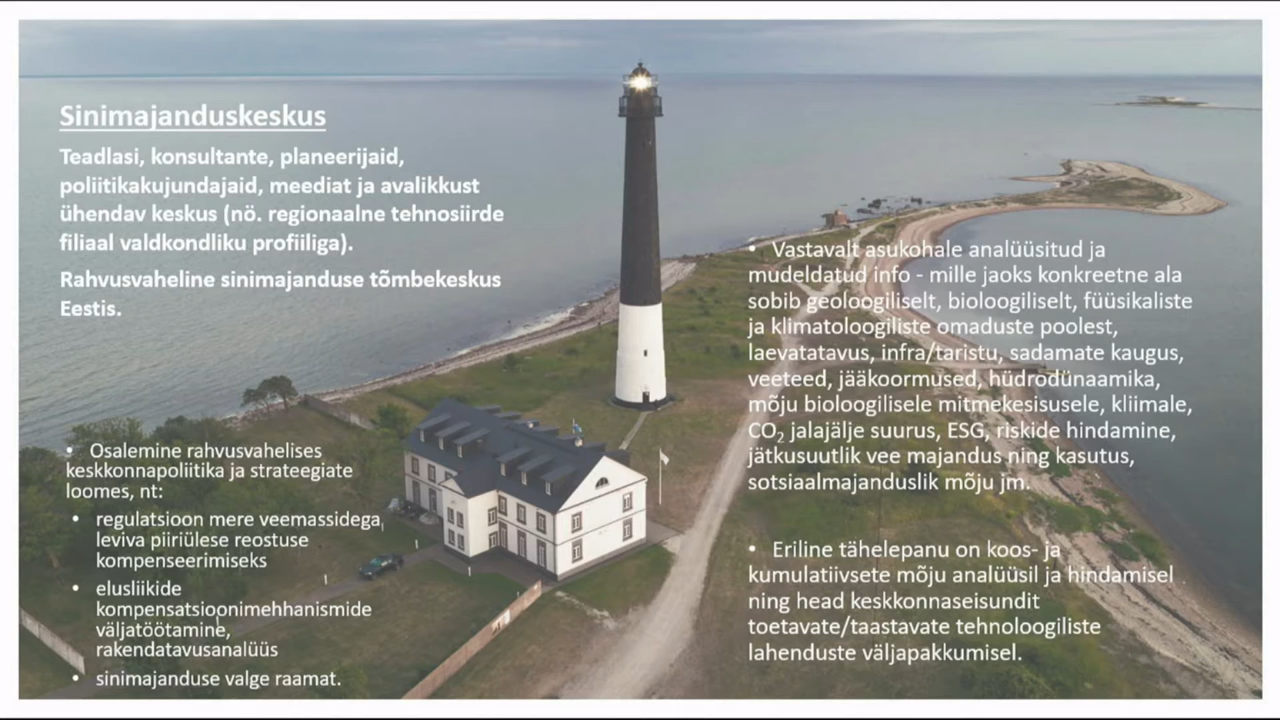 Sinimajanduskeskus
Teadlasi, konsultante, planeerijaid,
poliitikakujundajaid, meediat ja avalikkust
ühendav keskus (nö. regionaalne tehnosiirde
filiaal valdkondliku profiiliga).
Rahvusvaheline sinimajanduse tõmbekeskus
Eestis.
• Osalemine rahvusvahelises
keskkonnapoliitika ja strateegiate
loomes, nt:
• regulatsioon mere veemassidega
leviva piiriülese reostuse
kompenseerimiseks
• elusliikide
kompensatsioonimehhanismide
väljatöötamine,
rakendatavusanalüüs
• sinimajanduse valge raamat.
• Vastavalt asukohale analüüsitud ja
mudeldatud info - mille jaoks konkreetne ala
sobib geoloogiliselt, bioloogiliselt, füüsikaliste
ja klimatoloogiliste omaduste poolest,
laevatatavus, infra/taristu, sadamate kaugus,
veeteed, jääkoormused, hüdrodünaamika,
mõju bioloogilisele mitmekesisusele, kliimale,
CO₂ jalajälje suurus, ESG, riskide hindamine,
jätkusuutlik vee majandus ning kasutus,
sotsiaalmajanduslik mõju jm.
• Eriline tähelepanu on koos- ja
kumulatiivsete mõju analüüsil ja hindamisel
ning head keskkonnaseisundit
toetavate/taastavate tehnoloogiliste
lahenduste väljapakkumisel.